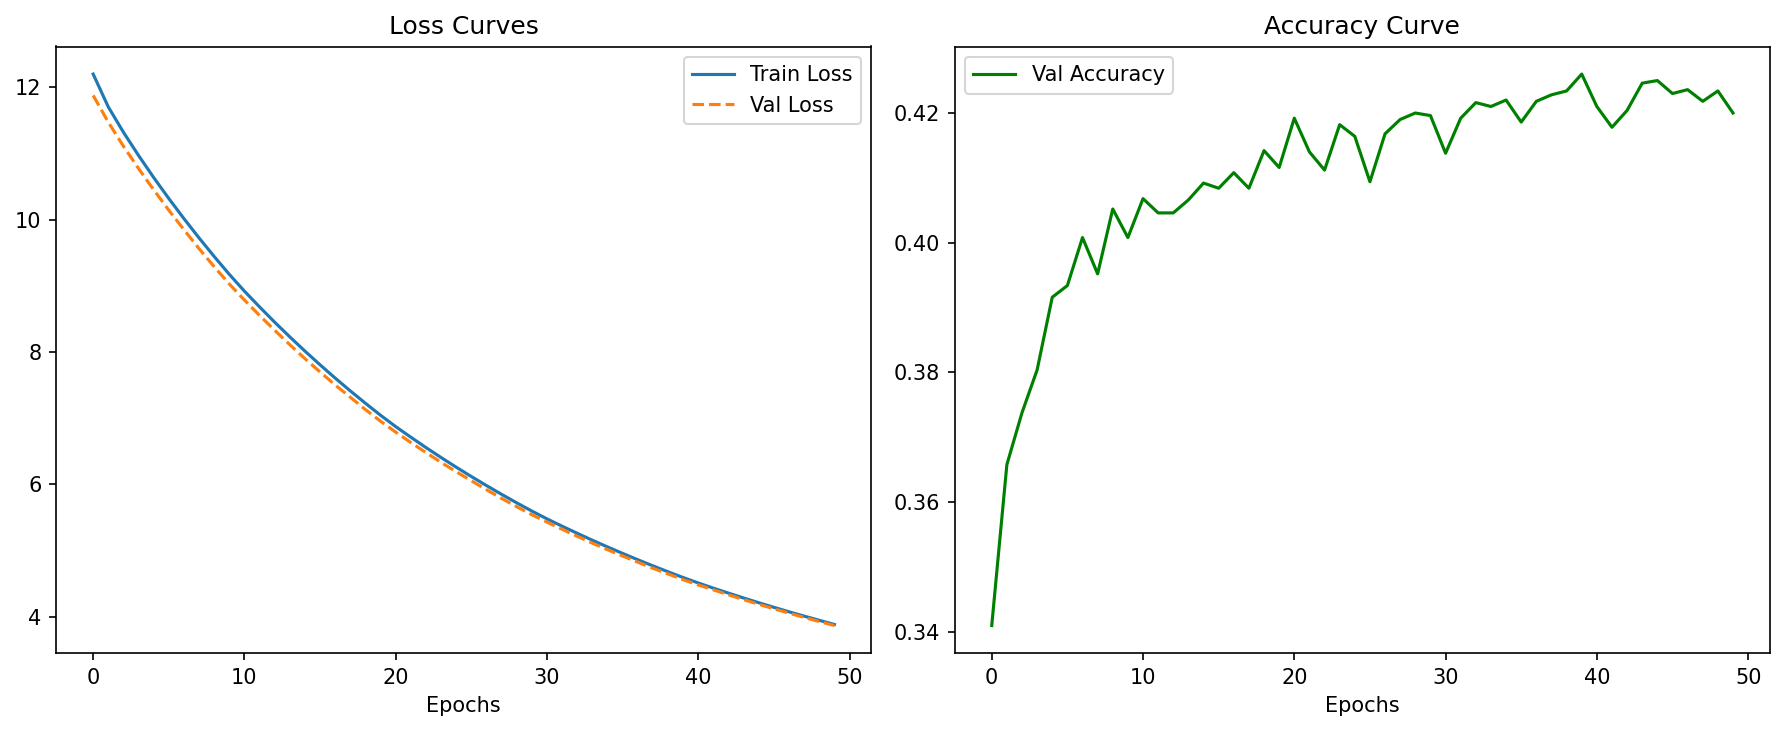 Loss Curves
Train Loss
Val Loss
12
10
8
6
4
0 10 20 30 40 50
Epochs
Accuracy Curve
Val Accuracy
0.42
0.40
0.38
0.36
0.34
0 10 20 30 40 50
Epochs